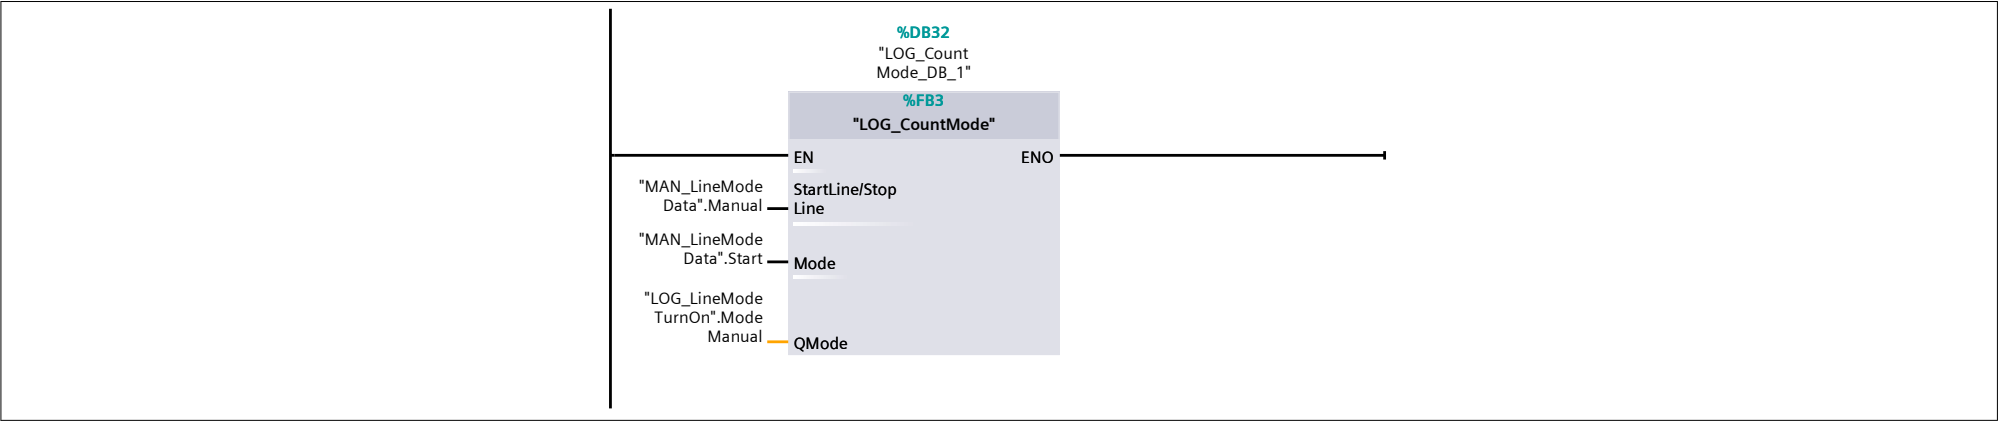 %DB32
"LOG_Count
Mode_DB_1"
%FB3
"LOG_CountMode"
EN
ENO
"MAN_LineMode
Data".Manual
StartLine/Stop
Line
"MAN_LineMode
Data".Start
Mode
"LOG_LineMode
TurnOn".Mode
Manual
QMode